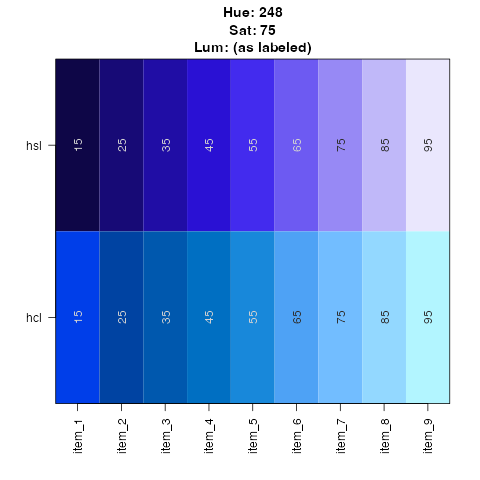 Hue: 248
Sat: 75
Lum: (as labeled)
hsl
15 25 35 45 55 65 75 85 95
hcl
15 25 35 45 55 65 75 85 95
item_1 item_2 item_3 item_4 item_5 item_6 item_7 item_8 item_9